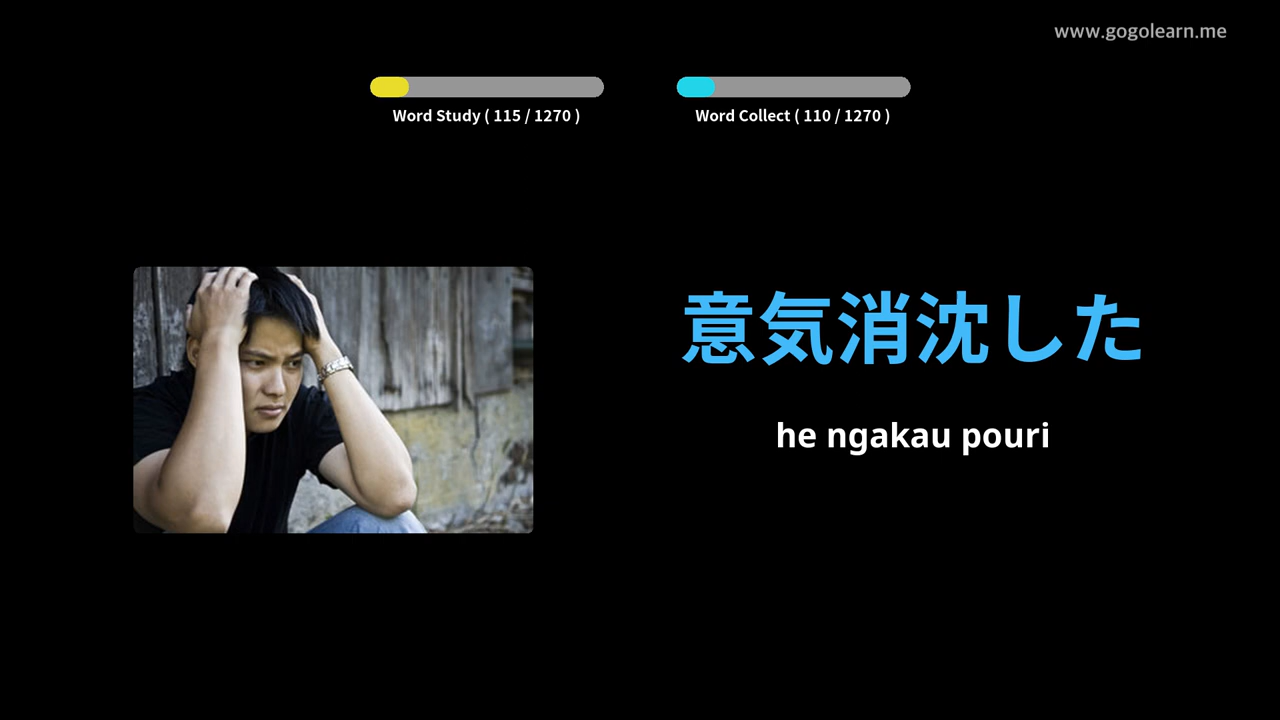 www.gogolearn.me
Word Study ( 115 / 1270 )
Word Collect ( 110 / 1270 )
意気消沈した
he ngakau pouri